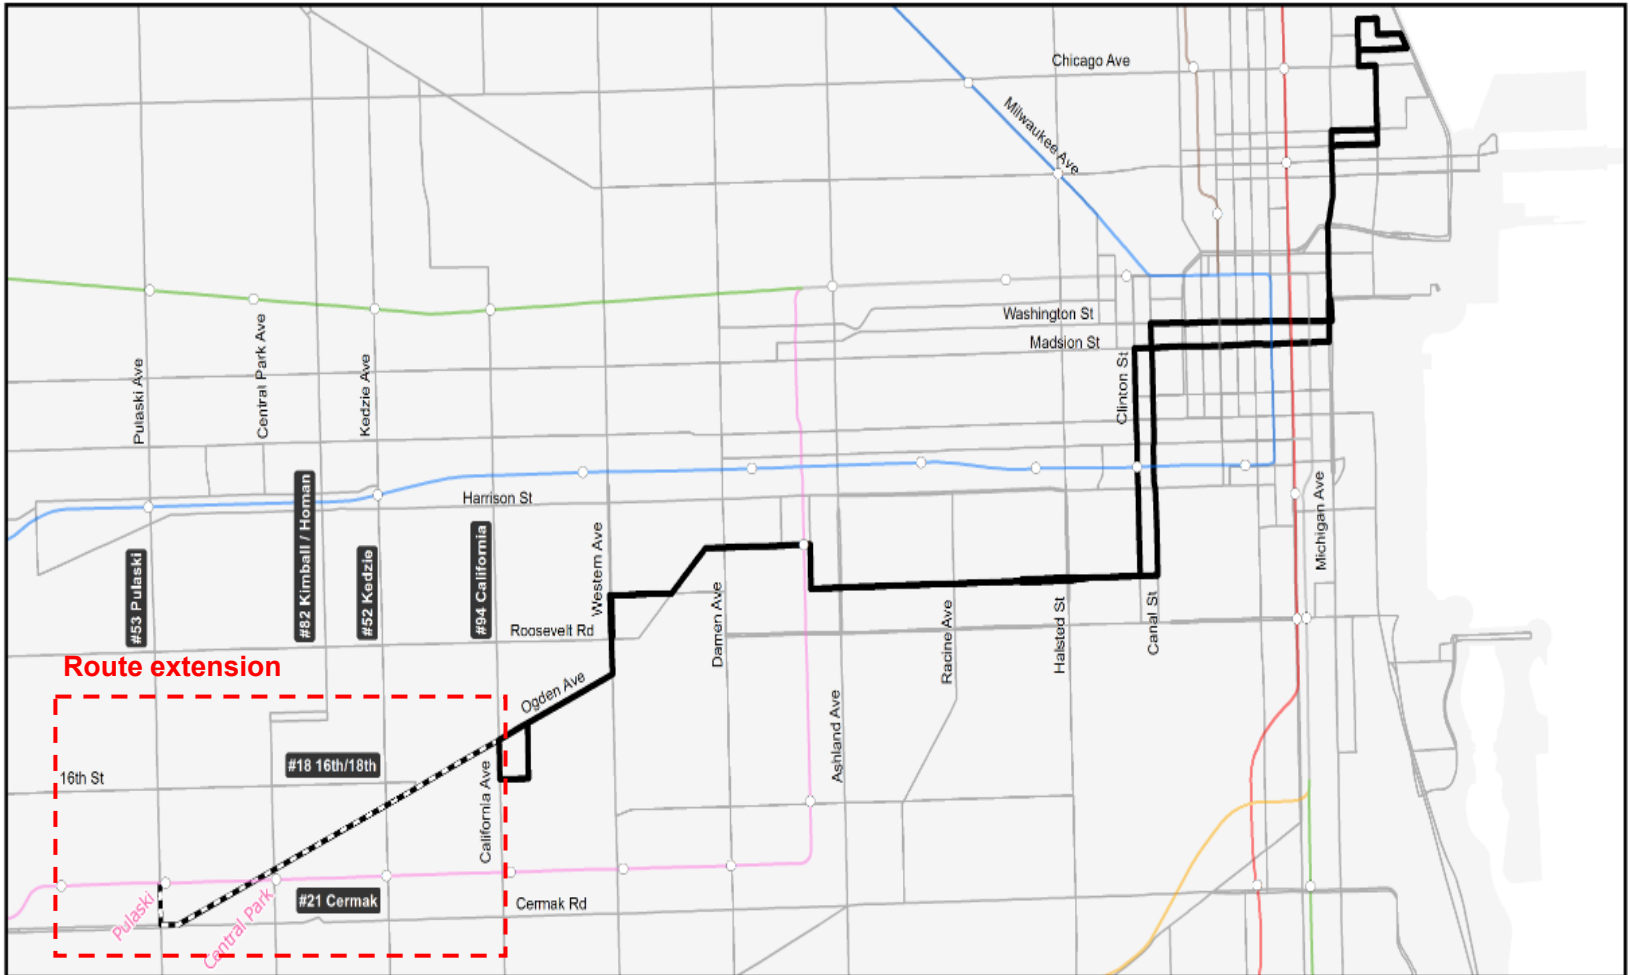 Chicago Ave
Milwaukee Ave
Washington St
Madsion St
Clinton St
Pulaski Ave
Central Park Ave
Kedzie Ave
Harrison St
#53 Pulaski
#82 Kimball / Homan
#52 Kedzie
#94 California
Western Ave
Michigan Ave
Roosevelt Rd
Damen Ave
Racine Ave
Halsted St
Canal St
Route extension
Ogden Ave
Ashland Ave
16th St
#18 16th/18th
California Ave
Pulaski
Central Park
#21 Cermak
Cermak Rd